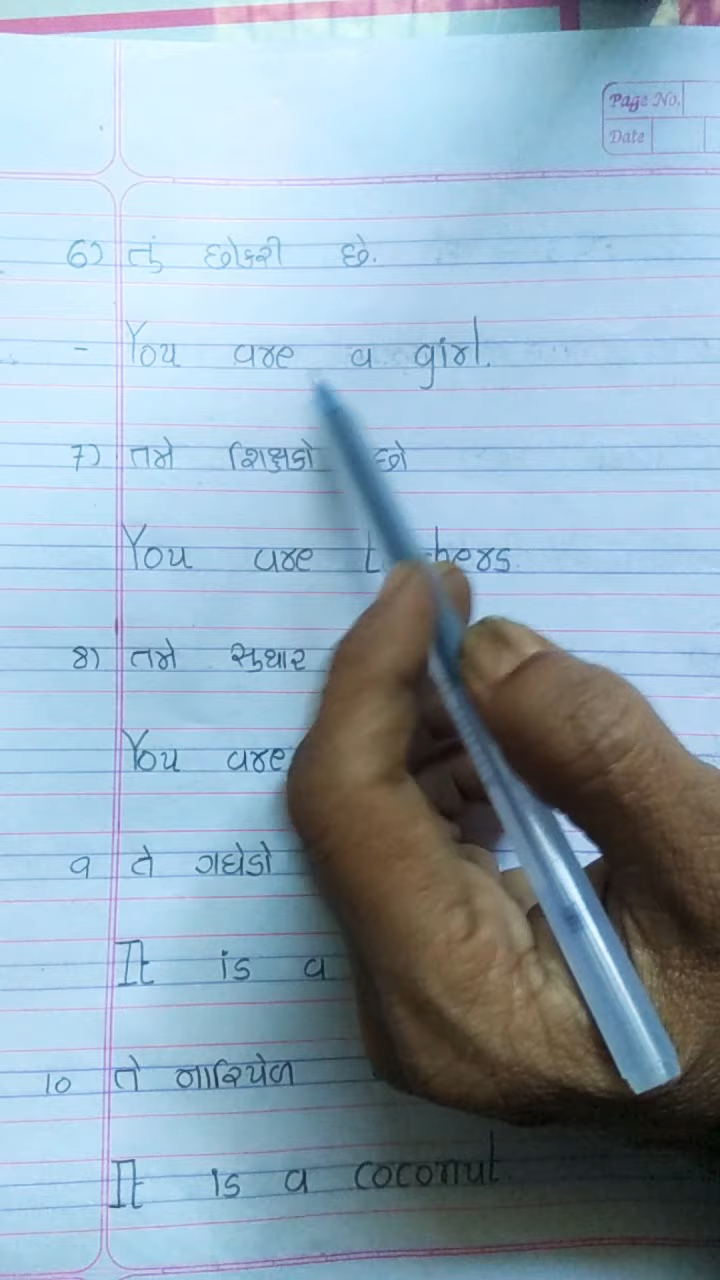 Page No.
Date
6) તું છોકરી છે.
- You are a girl.
7) તમે શિક્ષકો છો
You are
8) તમે સુથાર
You are
9 તે ગધેડો
It is a
10 તે નારિયેળ
It is a coconut